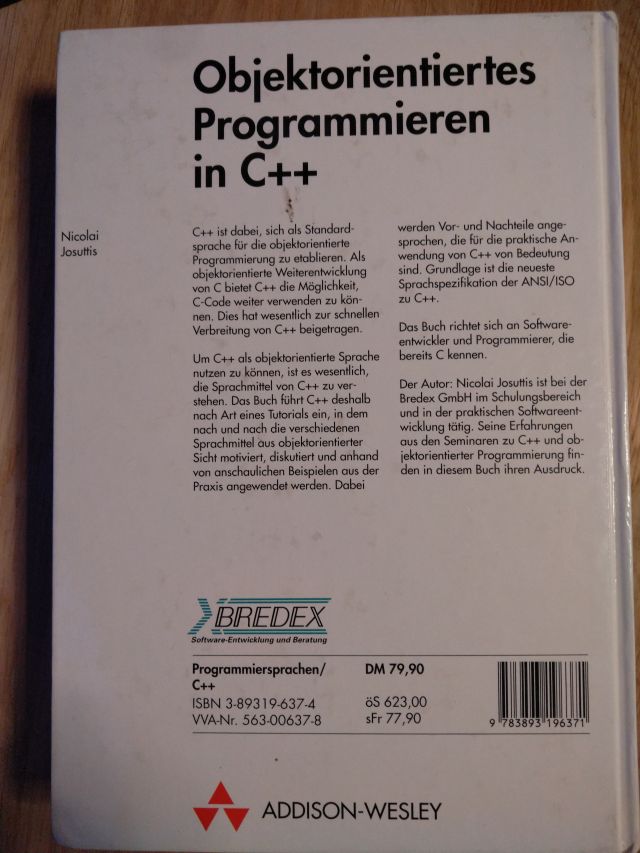 Objektorientiertes
Programmieren
in C++
Nicolai
Josuttis
C++ ist dabei, sich als Standard-
sprache für die objektorientierte
Programmierung zu etablieren. Als
objektorientierte Weiterentwicklung
von C bietet C++ die Möglichkeit,
C-Code weiter verwenden zu kön-
nen. Dies hat wesentlich zur schnellen
Verbreitung von C++ beigetragen.
Um C++ als objektorientierte Sprache
nutzen zu können, ist es wesentlich,
die Sprachmittel von C++ zu ver-
stehen. Das Buch führt C++ deshalb
nach Art eines Tutorials ein, in dem
nach und nach die verschiedenen
Sprachmittel aus objektorientierter
Sicht motiviert, diskutiert und anhand
von anschaulichen Beispielen aus der
Praxis angewendet werden. Dabei
werden Vor- und Nachteile ange-
sprochen, die für die praktische An-
wendung von C++ von Bedeutung
sind. Grundlage ist die neueste
Sprachspezifikation der ANSI/ISO
zu C++.
Das Buch richtet sich an Software-
entwickler und Programmierer, die
bereits C kennen.
Der Autor: Nicolai Josuttis ist bei der
Bredex GmbH im Schulungsbereich
und in der praktischen Softwareent-
wicklung tätig. Seine Erfahrungen
aus den Seminaren zu C++ und ob-
jektorientierter Programmierung fin-
den in diesem Buch ihren Ausdruck.
BREDEX
Software-Entwicklung und Beratung
Programmiersprachen/
C++
ISBN 3-89319-637-4
VVA-Nr. 563-00637-8
DM 79,90
öS 623,00
sFr 77,90
9 783893 196371
ADDISON-WESLEY